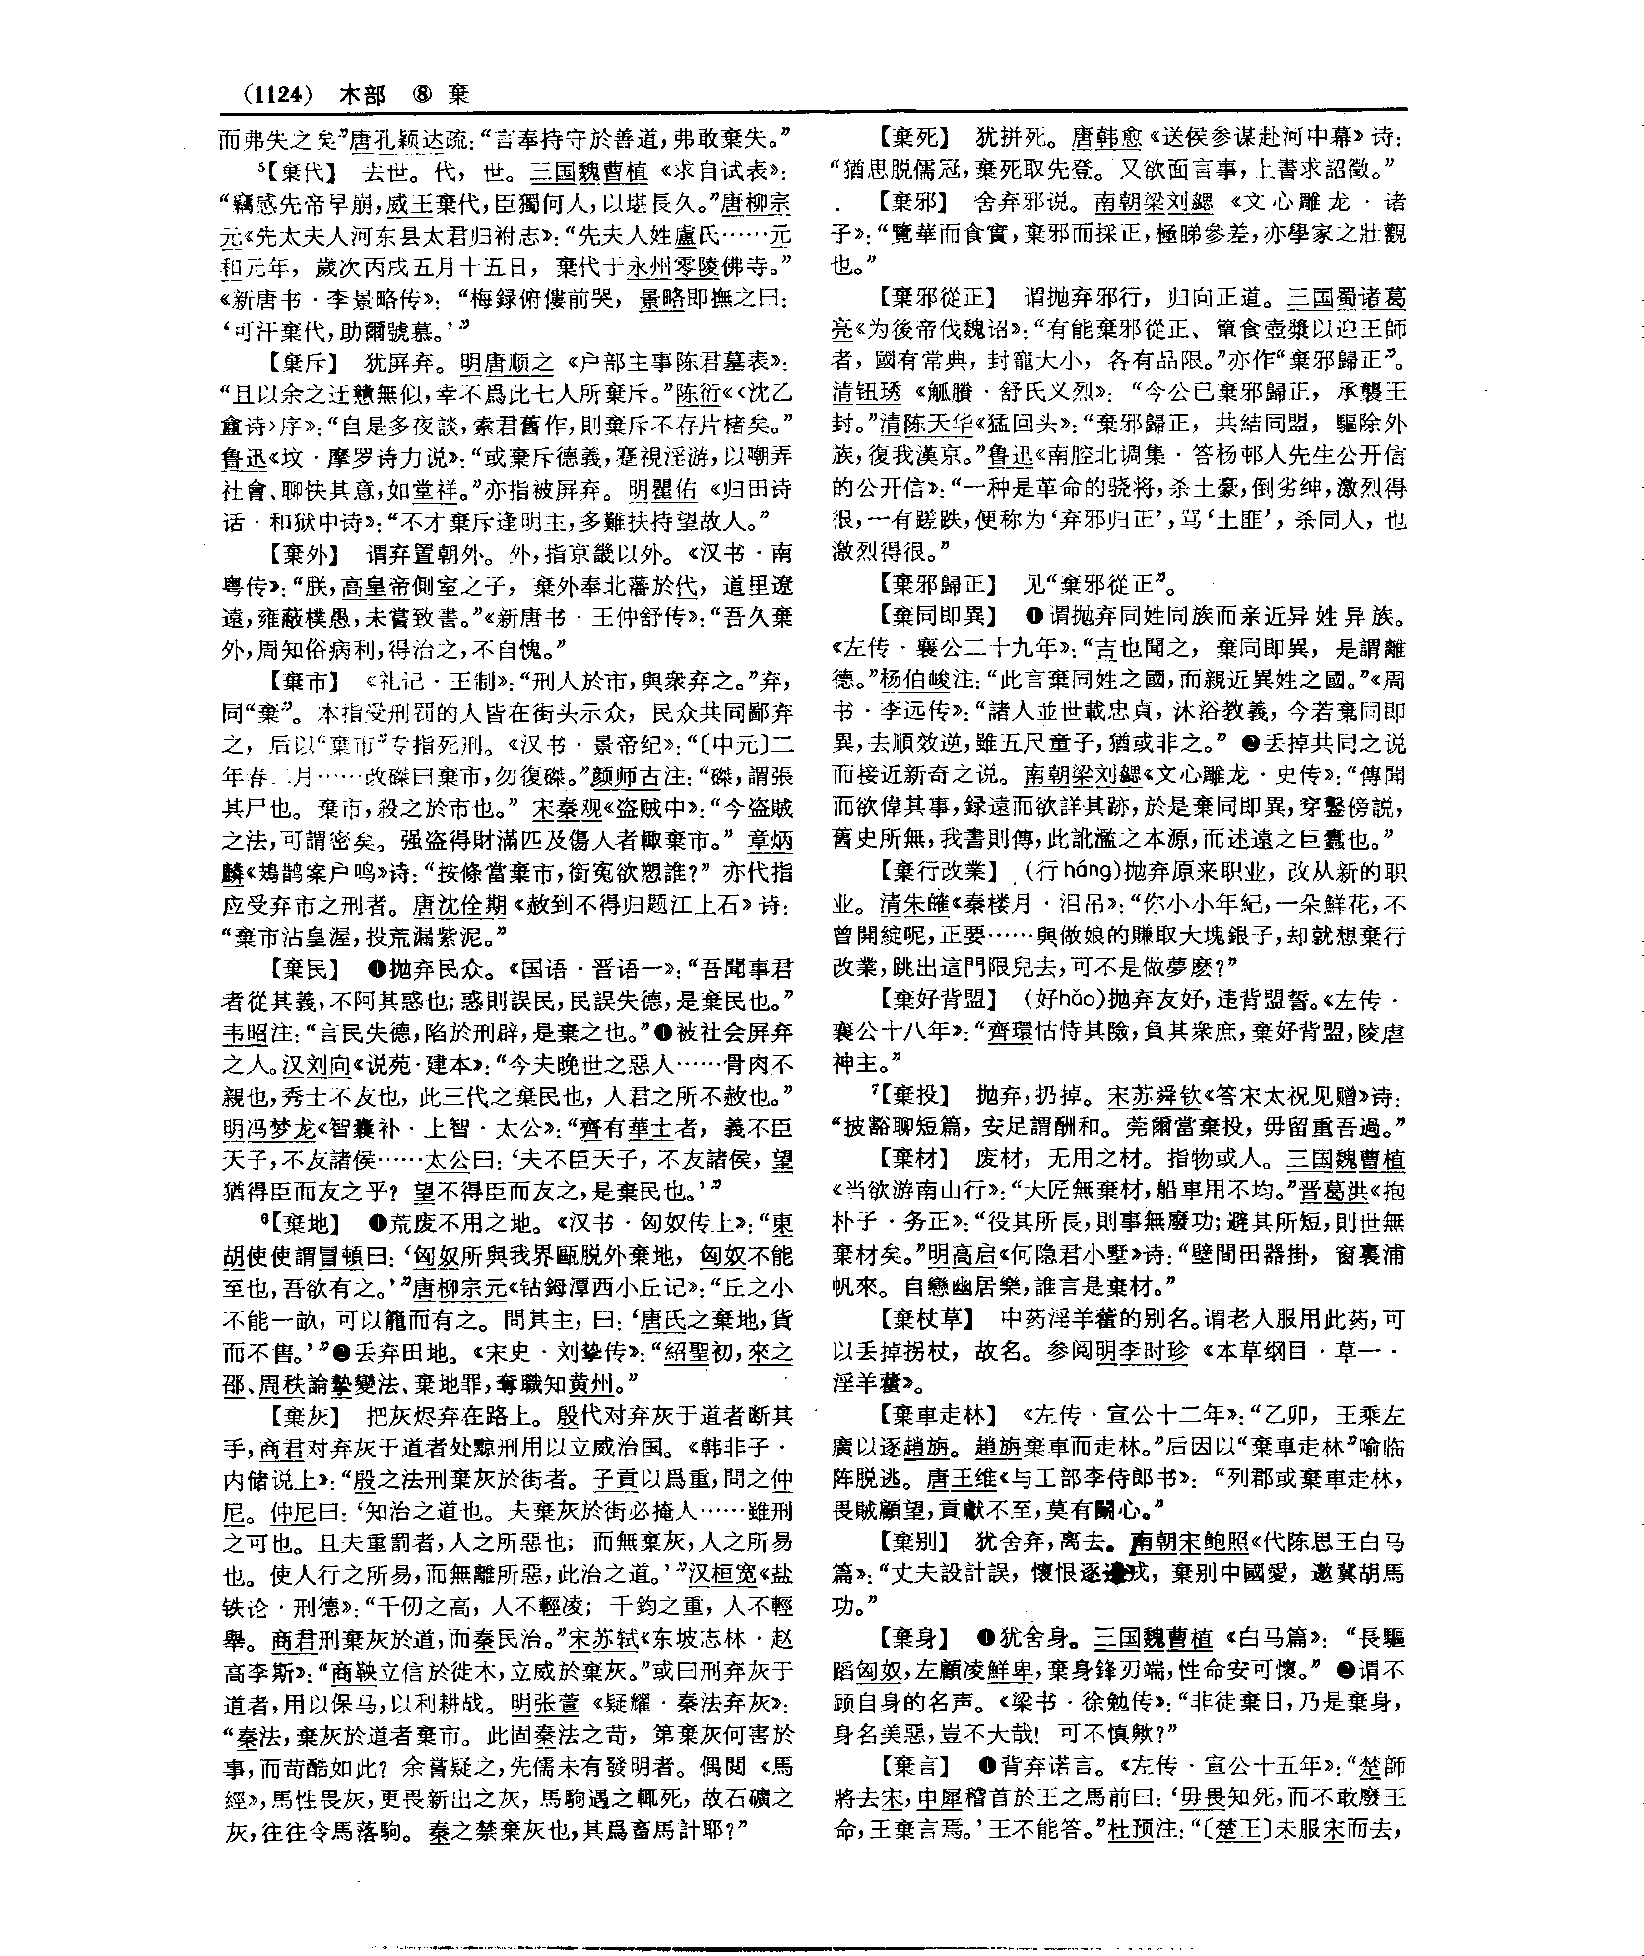 (1124) 木部 ⑧ 棄
而弗失之矣”唐孔颖达疏：“言奉持守於善道，弗敢棄失。”
⁵【棄代】 去世。代，世。三国魏曹植《求自试表》：
“竊感先帝早崩，威王棄代，臣獨何人，以堪長久。”唐柳宗
元《先太夫人河东县太君归祔志》：“先夫人姓盧氏……元
和元年，歲次丙戌五月十五日，棄代于永州零陵佛寺。”
《新唐书·李景略传》：“梅録俯僂前哭，景略即撫之曰：
‘可汗棄代，助爾號慕。’”
【棄斥】 犹屏弃。明唐顺之《户部主事陈君墓表》：
“且以余之迂戇無似，幸不爲此七人所棄斥。”陈衍《〈沈乙
盦诗〉序》：“自是多夜談，索君舊作，則棄斥不存片楮矣。”
鲁迅《坟·摩罗诗力说》：“或棄斥德義，蹇視淫游，以嘲弄
社會、聊快其意，如堂祥。”亦指被屏弃。明瞿佑《归田诗
话·和狱中诗》：“不才棄斥逢明主，多難扶持望故人。”
【棄外】 谓弃置朝外。外，指京畿以外。《汉书·南
粤传》：“朕，高皇帝側室之子，棄外奉北藩於代，道里遼
遠，雍蔽樸愚，未嘗致書。”《新唐书·王仲舒传》：“吾久棄
外，周知俗病利，得治之，不自愧。”
【棄市】 《礼记·王制》：“刑人於市，與衆弃之。”弃，
同“棄”。本指受刑罚的人皆在街头示众，民众共同鄙弃
之，后以“棄市”专指死刑。《汉书·景帝纪》：“〔中元〕二
年春二月……改磔曰棄市，勿復磔。”颜师古注：“磔，謂張
其尸也。棄市，殺之於市也。”宋秦观《盗贼中》：“今盗贼
之法，可謂密矣。强盗得財滿匹及傷人者輙棄市。”章炳
麟《鴂鹊案户鸣》诗：“按條當棄市，銜冤欲愬誰？”亦代指
应受弃市之刑者。唐沈佺期《赦到不得归题江上石》诗：
“棄市沾皇渥，投荒漏紫泥。”
【棄民】 ❶抛弃民众。《国语·晋语一》：“吾聞事君
者從其義，不阿其惑也；惑則誤民，民誤失德，是棄民也。”
韦昭注：“言民失德，陷於刑辟，是棄之也。”❶被社会屏弃
之人。汉刘向《说苑·建本》：“今夫晚世之惡人……骨肉不
親也，秀士不友也，此三代之棄民也，人君之所不赦也。”
明冯梦龙《智囊补·上智·太公》：“齊有華士者，義不臣
天子，不友諸侯……太公曰：‘夫不臣天子，不友諸侯，望
猶得臣而友之乎？望不得臣而友之，是棄民也。’”
⁶【棄地】 ❶荒废不用之地。《汉书·匈奴传上》：“東
胡使使謂冒頓曰：‘匈奴所與我界甌脱外棄地，匈奴不能
至也，吾欲有之。’”唐柳宗元《钴鉧潭西小丘记》：“丘之小
不能一畝，可以籠而有之。問其主，曰：‘唐氏之棄地，貨
而不售。’”❷丢弃田地。《宋史·刘挚传》：“紹聖初，來之
邵、周秩論摯變法、棄地罪，奪職知黄州。”
【棄灰】 把灰烬弃在路上。殷代对弃灰于道者断其
手，商君对弃灰于道者处黥刑用以立威治国。《韩非子·
内储说上》：“殷之法刑棄灰於街者。子貢以爲重，問之仲
尼。仲尼曰：‘知治之道也。夫棄灰於街必掩人……雖刑
之可也。且夫重罰者，人之所惡也；而無棄灰，人之所易
也。使人行之所易，而無離所惡，此治之道。’”汉桓宽《盐
铁论·刑德》：“千仞之高，人不輕凌；千鈞之重，人不輕
舉。商君刑棄灰於道，而秦民治。”宋苏轼《东坡志林·赵
高李斯》：“商鞅立信於徙木，立威於棄灰。”或曰刑弃灰于
道者，用以保马，以利耕战。明张萱《疑耀·秦法弃灰》：
“秦法，棄灰於道者棄市。此固秦法之苛，第棄灰何害於
事，而苛酷如此？余嘗疑之，先儒未有發明者。偶閲《馬
經》，馬性畏灰，更畏新出之灰，馬駒遇之輒死，故石礦之
灰，往往令馬落駒。秦之禁棄灰也，其爲畜馬計耶？”
【棄死】 犹拼死。唐韩愈《送侯参谋赴河中幕》诗：
“猶思脱儒冠，棄死取先登。又欲面言事，上書求詔徵。”
【棄邪】 舍弃邪说。南朝梁刘勰《文心雕龙·诸
子》：“覽華而食實，棄邪而採正，極睇參差，亦學家之壯觀
也。”
【棄邪從正】 谓抛弃邪行，归向正道。三国蜀诸葛
亮《为後帝伐魏诏》：“有能棄邪從正、簞食壺漿以迎王師
者，國有常典，封寵大小，各有品限。”亦作“棄邪歸正”。
清钮琇《觚賸·舒氏义烈》：“今公已棄邪歸正，承襲王
封。”清陈天华《猛回头》：“棄邪歸正，共結同盟，驅除外
族，復我漢京。”鲁迅《南腔北调集·答杨邨人先生公开信
的公开信》：“一种是革命的骁将，杀土豪，倒劣绅，激烈得
很，一有蹉跌，便称为‘弃邪归正’，骂‘土匪’，杀同人，也
激烈得很。”
【棄邪歸正】 见“棄邪從正”。
【棄同即異】 ❶谓抛弃同姓同族而亲近异姓异族。
《左传·襄公二十九年》：“吉也聞之，棄同即異，是謂離
德。”杨伯峻注：“此言棄同姓之國，而親近異姓之國。”《周
书·李远传》：“諸人並世載忠貞，沐浴教義，今若棄同即
異，去順效逆，雖五尺童子，猶或非之。”❷丢掉共同之说
而接近新奇之说。南朝梁刘勰《文心雕龙·史传》：“傳聞
而欲偉其事，録遠而欲詳其跡，於是棄同即異，穿鑿傍説，
舊史所無，我書則傳，此訛濫之本源，而述遠之巨蠹也。”
【棄行改業】 （行háng）抛弃原来职业，改从新的职
业。清朱㿥《秦楼月·泪吊》：“你小小年紀，一朵鮮花，不
曾開綻呢，正要……與做娘的賺取大塊銀子，却就想棄行
改業，跳出這門限兒去，可不是做夢麽？”
【棄好背盟】 （好hǎo）抛弃友好，违背盟誓。《左传·
襄公十八年》：“齊環怙恃其險，負其衆庶，棄好背盟，陵虐
神主。”
⁷【棄投】 抛弃；扔掉。宋苏舜钦《答宋太祝见赠》诗：
“披豁聊短篇，安足謂酬和。莞爾當棄投，毋留重吾過。”
【棄材】 废材，无用之材。指物或人。三国魏曹植
《当欲游南山行》：“大匠無棄材，船車用不均。”晋葛洪《抱
朴子·务正》：“役其所長，則事無廢功；避其所短，則世無
棄材矣。”明高启《何隐君小墅》诗：“壁間田器掛，窗裏浦
帆來。自戀幽居樂，誰言是棄材。”
【棄杖草】 中药淫羊藿的别名。谓老人服用此药，可
以丢掉拐杖，故名。参阅明李时珍《本草纲目·草一·
淫羊藿》。
【棄車走林】 《左传·宣公十二年》：“乙卯，王乘左
廣以逐趙旃。趙旃棄車而走林。”后因以“棄車走林”喻临
阵脱逃。唐王维《与工部李侍郎书》：“列郡或棄車走林，
畏賊顧望，貢獻不至，莫有鬭心。”
【棄别】 犹舍弃，离去。南朝宋鲍照《代陈思王白马
篇》：“丈夫設計誤，懷恨逐邊戎，棄别中國愛，邀冀胡馬
功。”
【棄身】 ❶犹舍身。三国魏曹植《白马篇》：“長驅
蹈匈奴，左顧凌鮮卑，棄身鋒刃端，性命安可懷。”❷谓不
顾自身的名声。《梁书·徐勉传》：“非徒棄日，乃是棄身，
身名美惡，豈不大哉！可不慎歟？”
【棄言】 ❶背弃诺言。《左传·宣公十五年》：“楚師
將去宋，申犀稽首於王之馬前曰：‘毋畏知死，而不敢廢王
命，王棄言焉。’王不能答。”杜预注：“〔楚王〕未服宋而去，